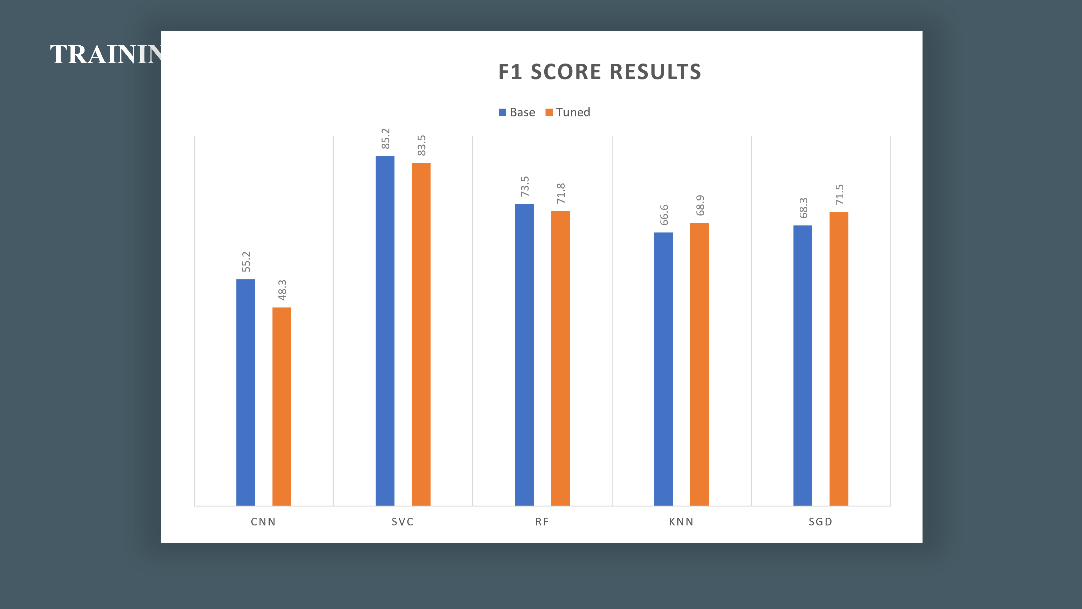 TRAININ
F1 SCORE RESULTS
Base Tuned
55.2 48.3 85.2 83.5 73.5 71.8 66.6 68.9 68.3 71.5
CNN SVC RF KNN SGD